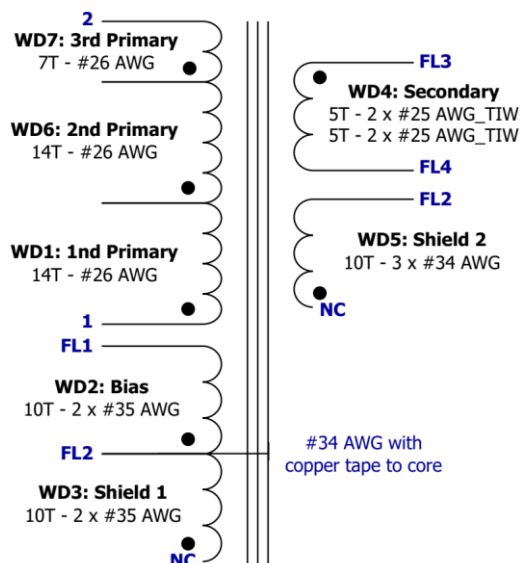 2
WD7: 3rd Primary
7T - #26 AWG
WD6: 2nd Primary
14T - #26 AWG
WD1: 1nd Primary
14T - #26 AWG
1
FL1
WD2: Bias
10T - 2 x #35 AWG
FL2
WD3: Shield 1
10T - 2 x #35 AWG
NC
FL3
WD4: Secondary
5T - 2 x #25 AWG_TIW
5T - 2 x #25 AWG_TIW
FL4
FL2
WD5: Shield 2
10T - 3 x #34 AWG
NC
#34 AWG with
copper tape to core